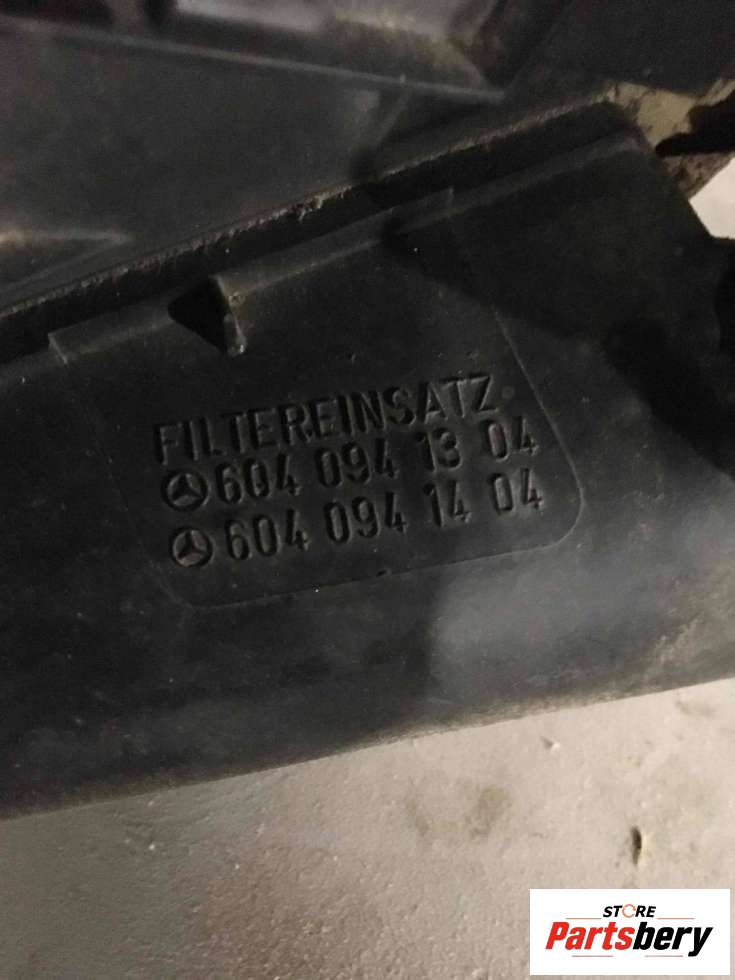 FILTEREINSATZ
604 094 13 04
604 094 14 04
STORE
Partsbery